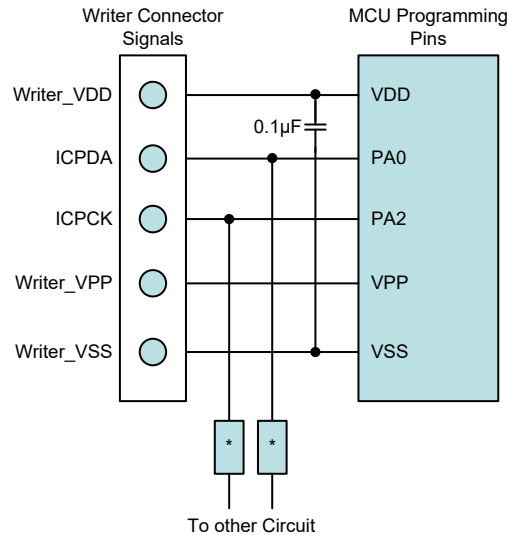 Writer Connector
Signals
MCU Programming
Pins
Writer_VDD
VDD
0.1µF
ICPDA
PA0
ICPCK
PA2
Writer_VPP
VPP
Writer_VSS
VSS
* *
To other Circuit